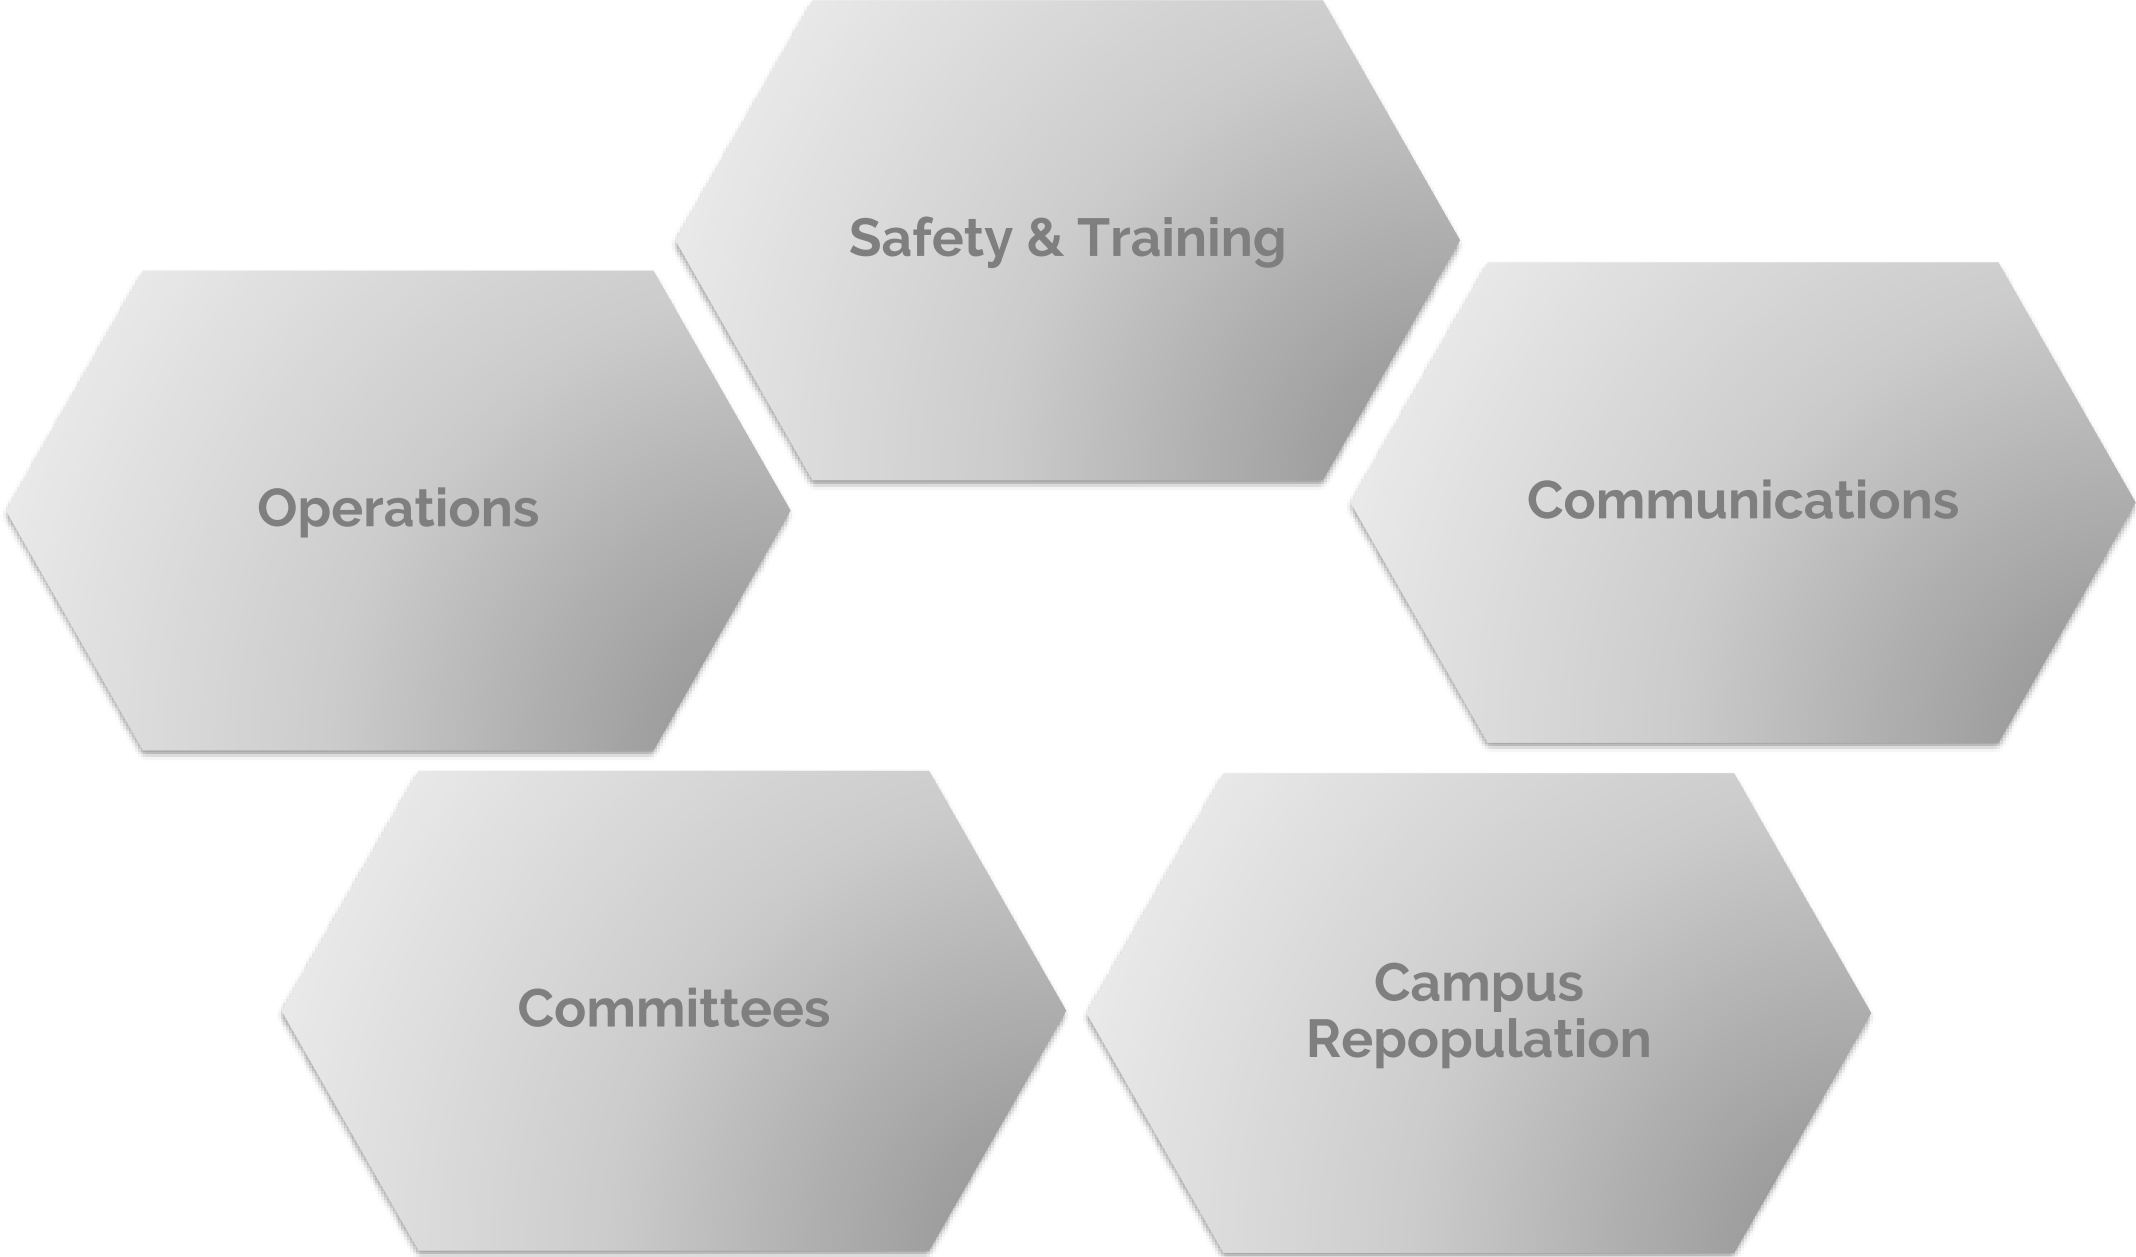 Safety & Training
Operations
Communications
Committees
Campus
Repopulation